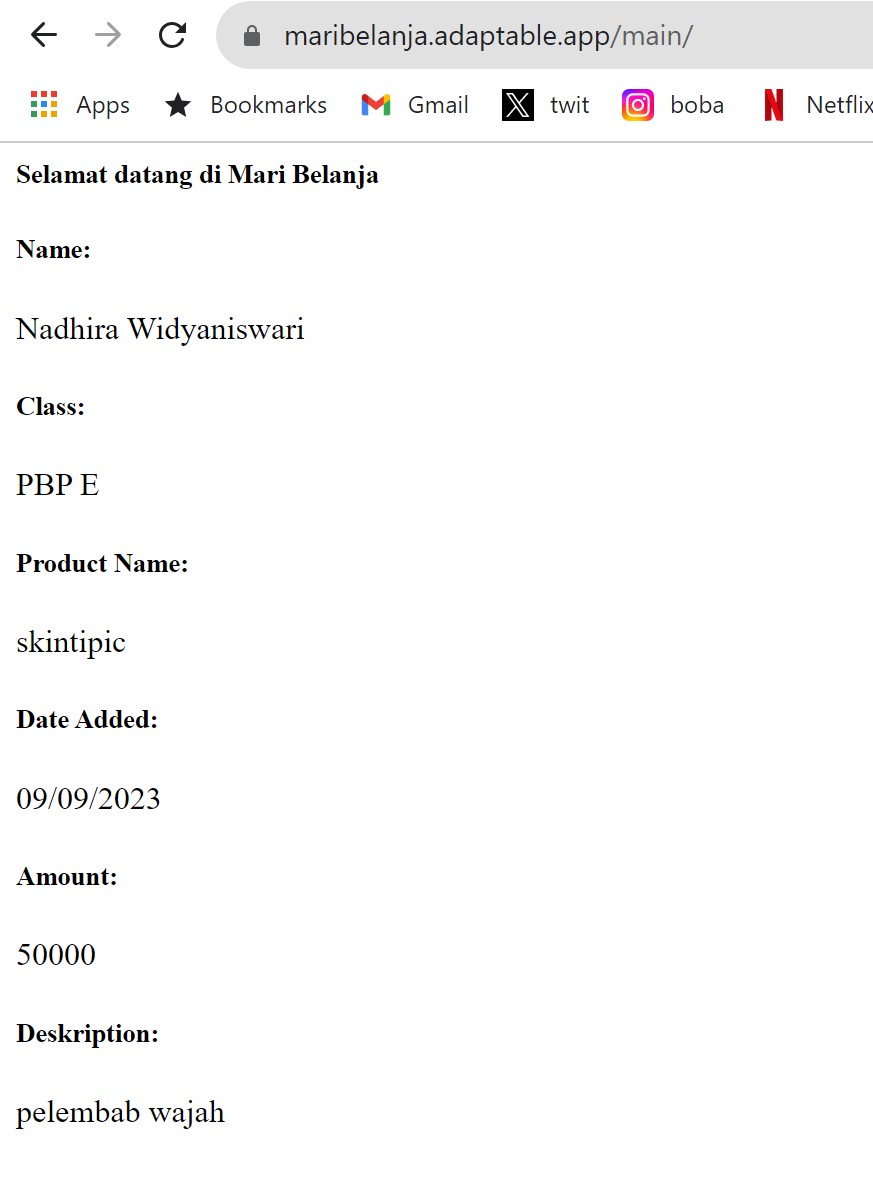 maribelanja.adaptable.app/main/
Apps Bookmarks Gmail twit boba Netflix
Selamat datang di Mari Belanja
Name:
Nadhira Widyaniswari
Class:
PBP E
Product Name:
skintipic
Date Added:
09/09/2023
Amount:
50000
Deskription:
pelembab wajah